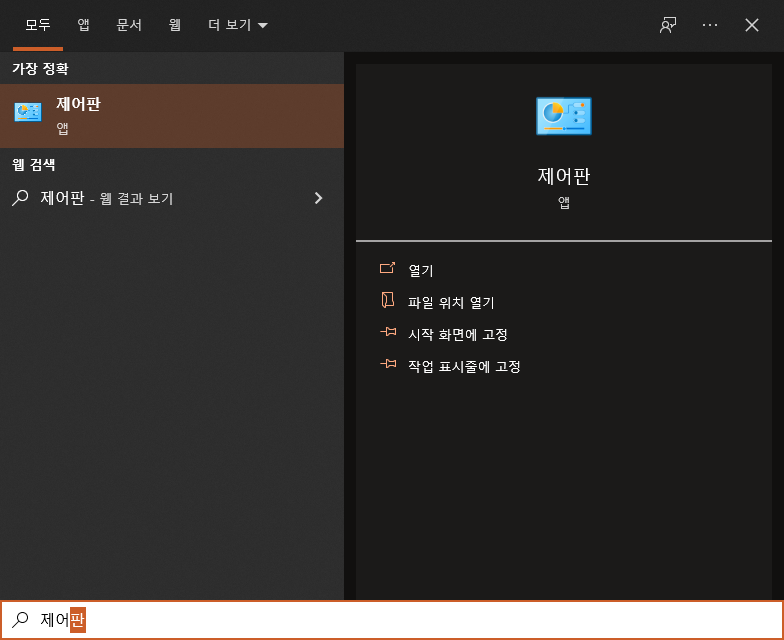 모두 앱 문서 웹 더 보기
가장 정확
제어판
앱
웹 검색
제어판 - 웹 결과 보기
제어판
앱
열기
파일 위치 열기
시작 화면에 고정
작업 표시줄에 고정
제어판